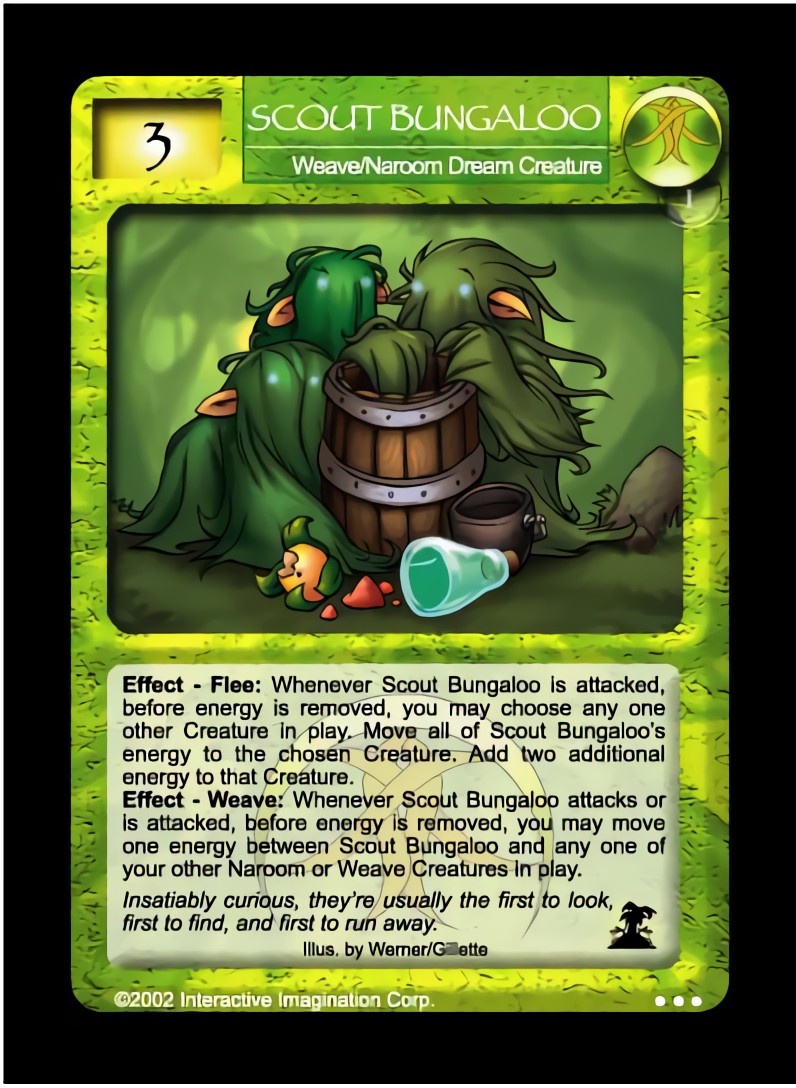 3
SCOUT BUNGALOO
Weave/Naroom Dream Creature
1
Effect - Flee: Whenever Scout Bungaloo is attacked,
before energy is removed, you may choose any one
other Creature in play. Move all of Scout Bungaloo's
energy to the chosen Creature. Add two additional
energy to that Creature.
Effect - Weave: Whenever Scout Bungaloo attacks or
is attacked, before energy is removed, you may move
one energy between Scout Bungaloo and any one of
your other Naroom or Weave Creatures in play.
Insatiably curious, they're usually the first to look,
first to find, and first to run away.
Illus. by
©2002 Interactive Imagination Corp.